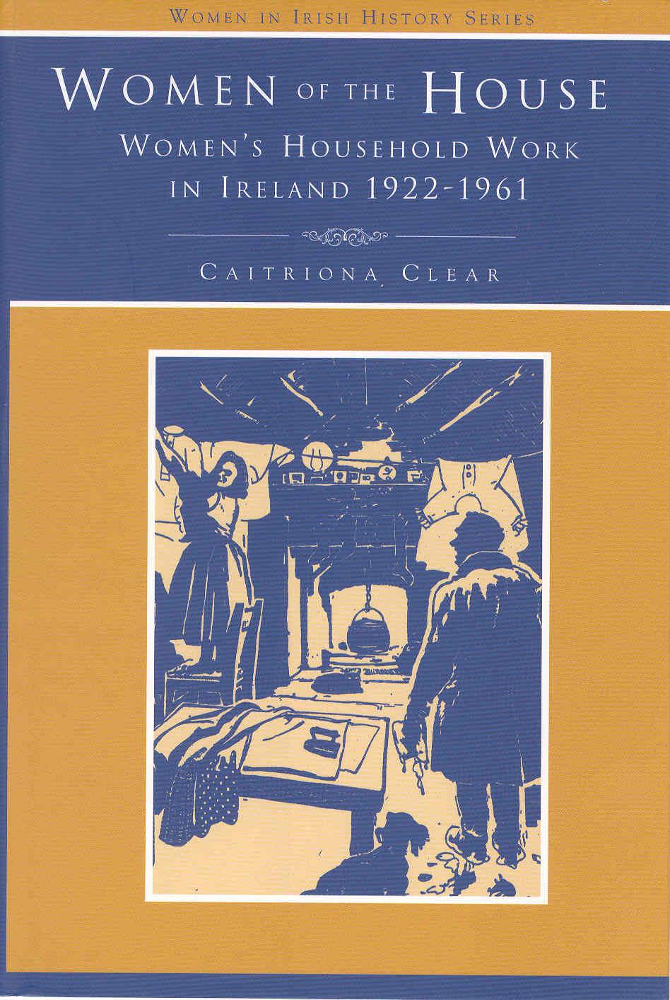 WOMEN IN IRISH HISTORY SERIES
WOMEN OF THE HOUSE
WOMEN'S HOUSEHOLD WORK
IN IRELAND 1922-1961
CAITRIONA CLEAR